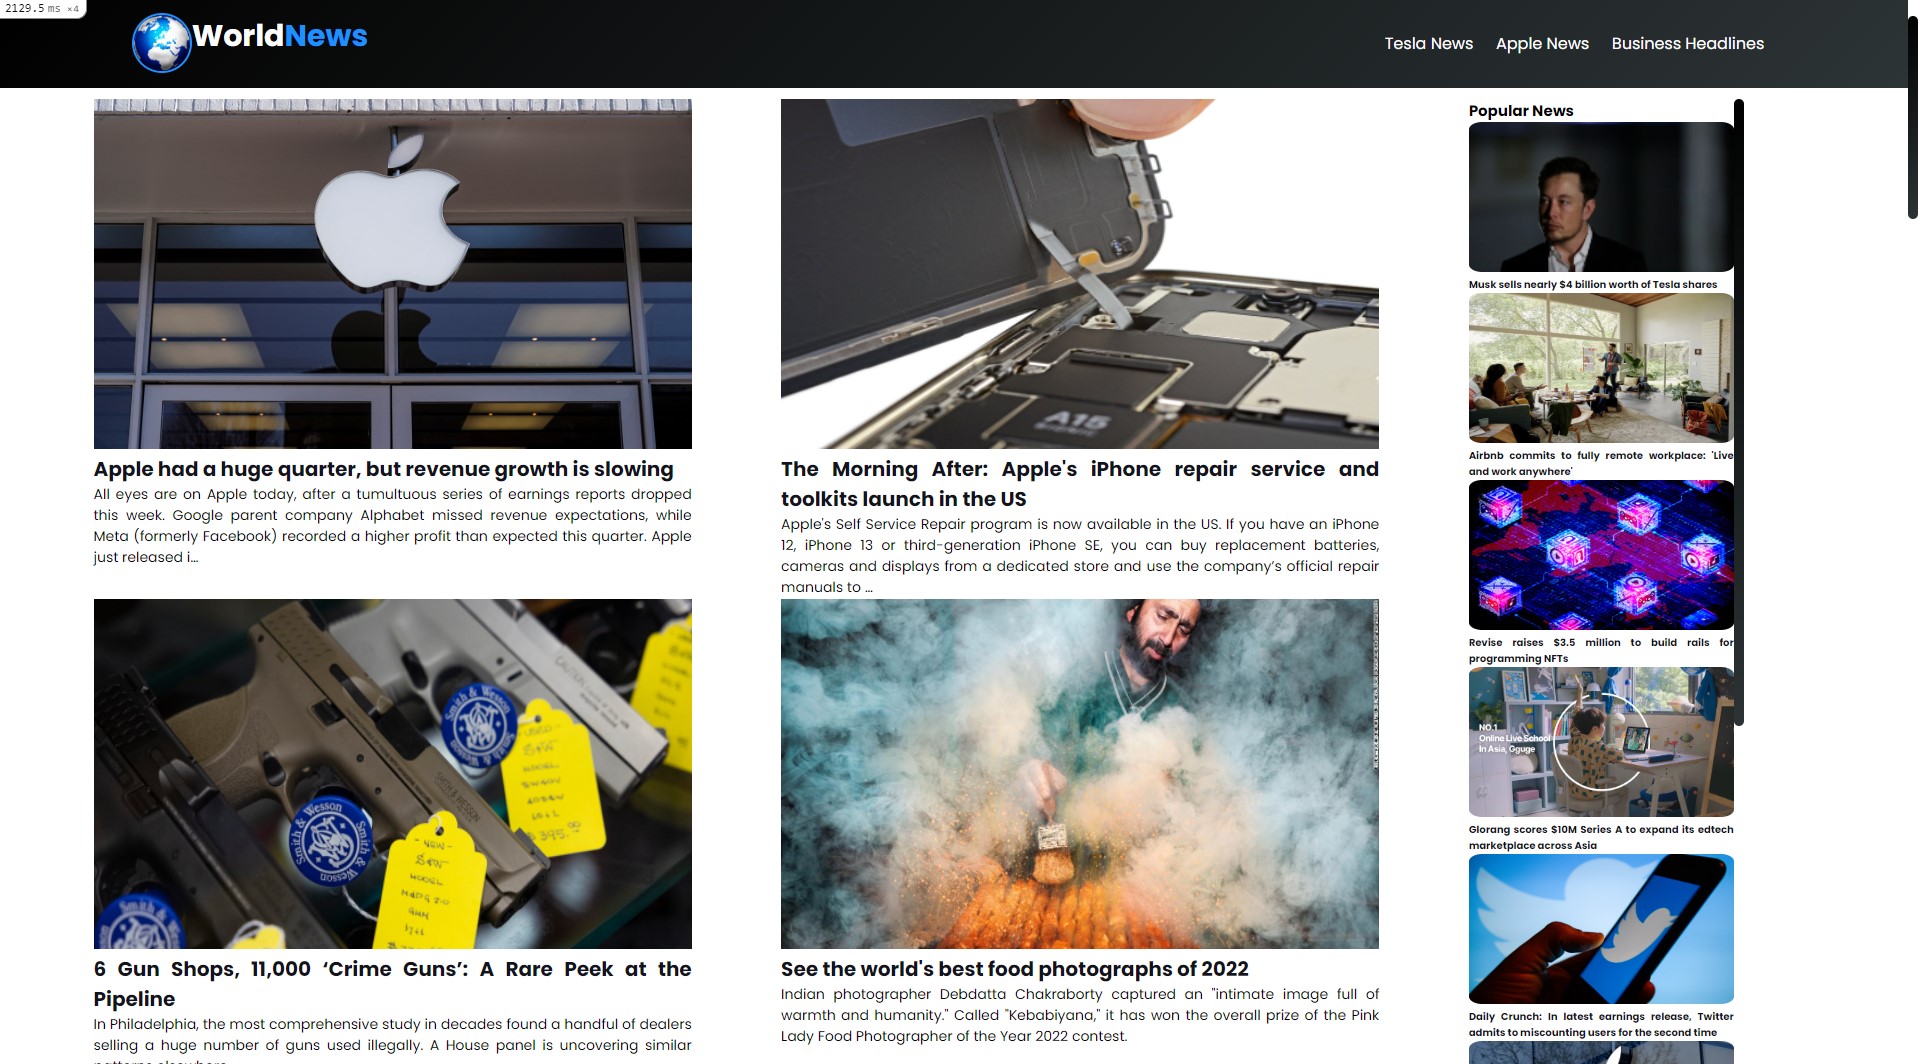 2129.5 ms ×4
WorldNews
Tesla News Apple News Business Headlines
Apple had a huge quarter, but revenue growth is slowing
All eyes are on Apple today, after a tumultuous series of earnings reports dropped
this week. Google parent company Alphabet missed revenue expectations, while
Meta (formerly Facebook) recorded a higher profit than expected this quarter. Apple
just released i…
A15
The Morning After: Apple's iPhone repair service and
toolkits launch in the US
Apple's Self Service Repair program is now available in the US. If you have an iPhone
12, iPhone 13 or third-generation iPhone SE, you can buy replacement batteries,
cameras and displays from a dedicated store and use the company’s official repair
manuals to …
Smith & Wesson
Smith & Wesson
Smith & Wesson
6 Gun Shops, 11,000 ‘Crime Guns’: A Rare Peek at the
Pipeline
In Philadelphia, the most comprehensive study in decades found a handful of dealers
selling a huge number of guns used illegally. A House panel is uncovering similar
See the world's best food photographs of 2022
Indian photographer Debdatta Chakraborty captured an "intimate image full of
warmth and humanity." Called "Kebabiyana," it has won the overall prize of the Pink
Lady Food Photographer of the Year 2022 contest.
Popular News
Musk sells nearly $4 billion worth of Tesla shares
Airbnb commits to fully remote workplace: 'Live
and work anywhere'
Revise raises $3.5 million to build rails for
programming NFTs
NO.1
Online Live School
In Asia, Gguge
Glorang scores $10M Series A to expand its edtech
marketplace across Asia
Daily Crunch: In latest earnings release, Twitter
admits to miscounting users for the second time